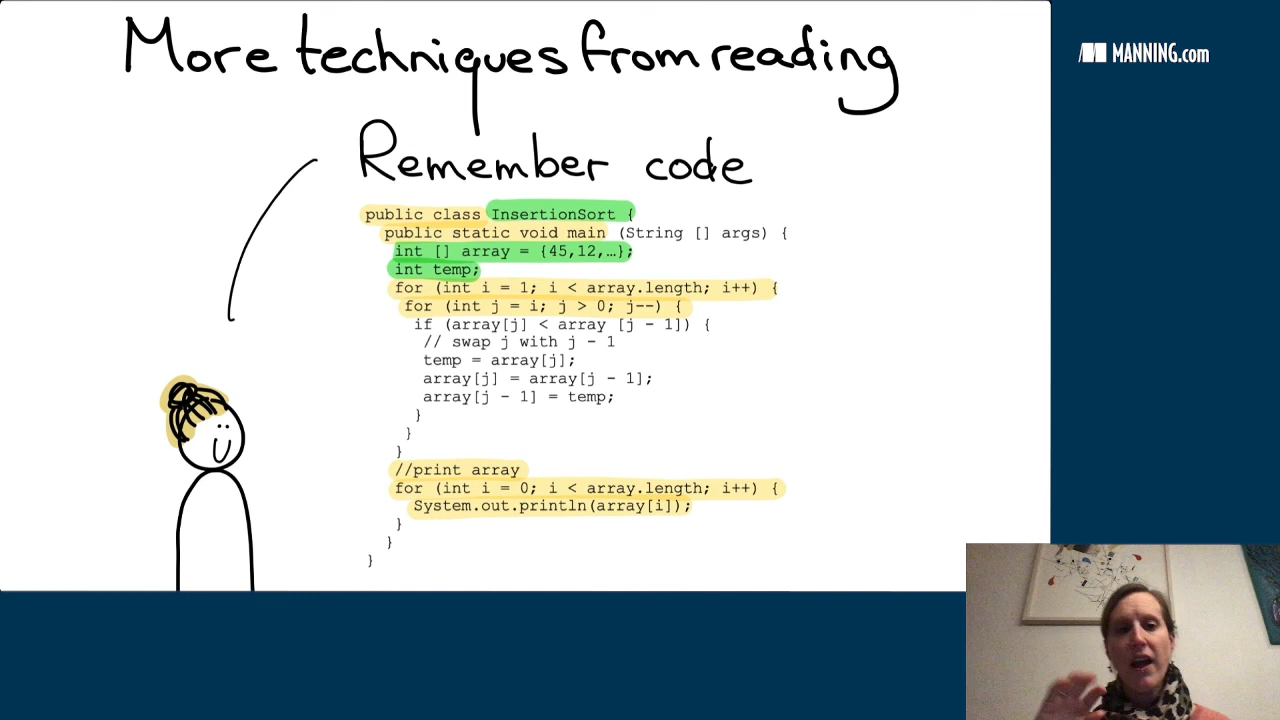 More techniques from reading
MANNING.com
Remember code
public class InsertionSort {
public static void main (String [] args) {
int [] array = {45,12,…};
int temp;
for (int i = 1; i < array.length; i++) {
for (int j = i; j > 0; j--) {
if (array[j] < array [j - 1]) {
// swap j with j - 1
temp = array[j];
array[j] = array[j - 1];
array[j - 1] = temp;
}
}
}
//print array
for (int i = 0; i < array.length; i++) {
System.out.println(array[i]);
}
}
}